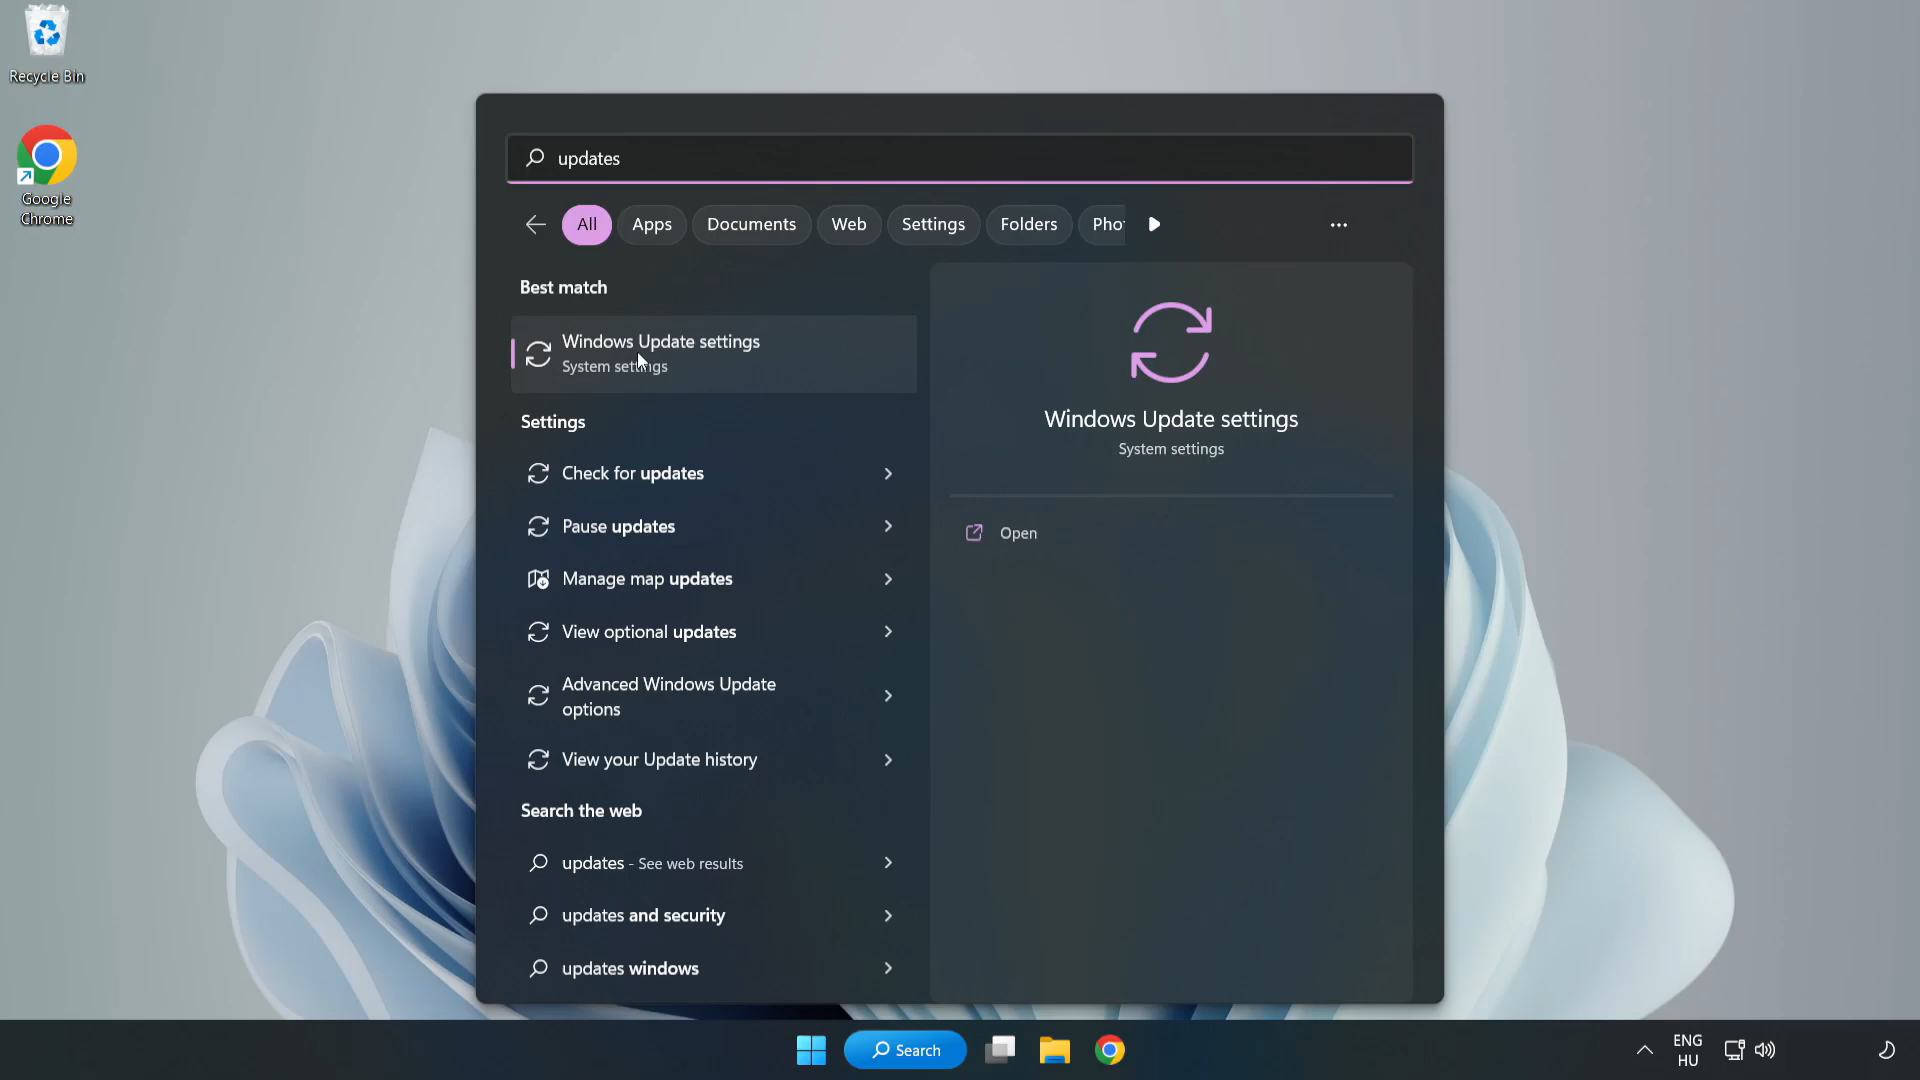 Recycle Bin
Google
Chrome
updates
All
Apps
Documents
Web
Settings
Folders
Pho
Best match
Windows Update settings
System settings
Settings
Check for updates
Pause updates
Manage map updates
View optional updates
Advanced Windows Update
options
View your Update history
Search the web
updates - See web results
updates and security
updates windows
Windows Update settings
System settings
Open
Search
ENG
HU